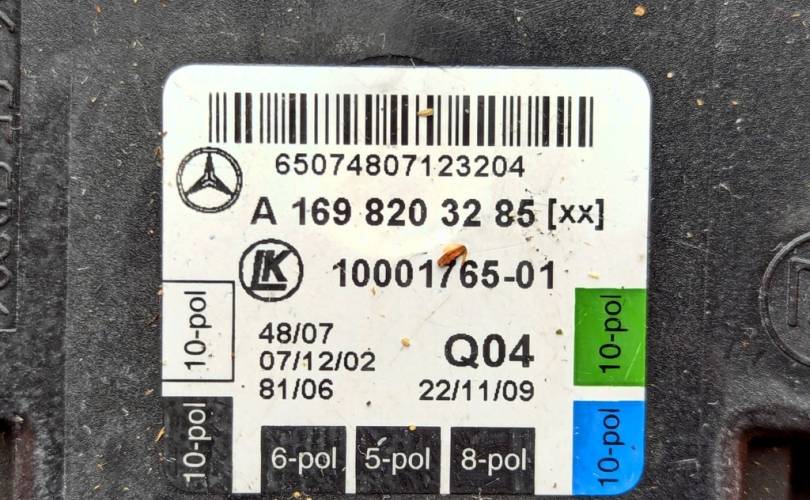 65074807123204
A 169 820 32 85 [xx]
LK 10001765-01
10-pol
48/07
07/12/02
81/06
Q04
22/11/09
10-pol
10-pol
6-pol
5-pol
8-pol
10-pol